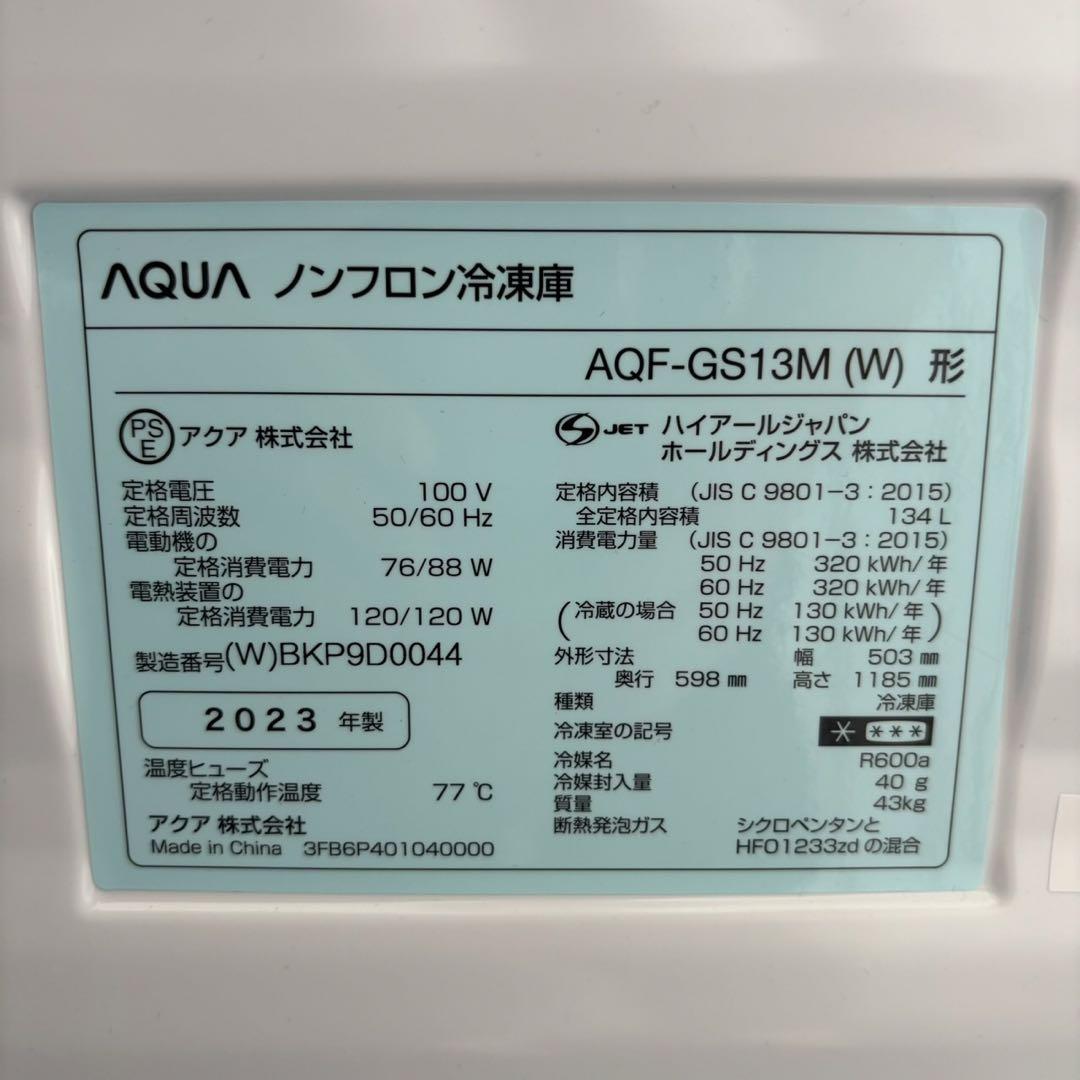 AQUA ノンフロン冷凍庫
AQF-GS13M (W) 形
PSE アクア 株式会社
定格電圧 100 V
定格周波数 50/60 Hz
電動機の
定格消費電力 76/88 W
電熱装置の
定格消費電力 120/120 W
製造番号(W)BKP9D0044
2023 年製
温度ヒューズ
定格動作温度 77 ℃
アクア 株式会社
Made in China 3FB6P401040000
JET ハイアールジャパン
ホールディングス 株式会社
定格内容積 (JIS C 9801-3:2015)
全定格内容積 134 L
消費電力量 (JIS C 9801-3:2015)
50 Hz 320 kWh/年
60 Hz 320 kWh/年
(冷蔵の場合 50 Hz 130 kWh/年
60 Hz 130 kWh/年)
外形寸法 幅 503 ㎜
奥行 598 ㎜ 高さ 1185 ㎜
種類 冷凍庫
冷凍室の記号 * ***
冷媒名 R600a
冷媒封入量 40 g
質量 43kg
断熱発泡ガス シクロペンタンと
HFO1233zd の混合